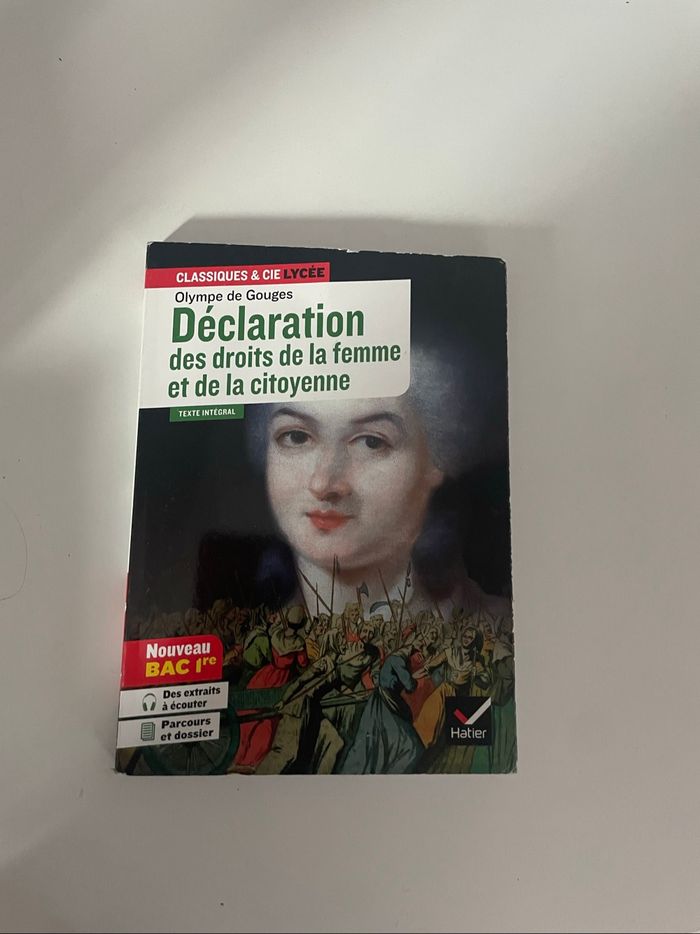 CLASSIQUES & CIE LYCÉE
Olympe de Gouges
Déclaration
des droits de la femme
et de la citoyenne
TEXTE INTÉGRAL
Nouveau
BAC 1re
Des extraits
à écouter
Parcours
et dossier
Hatier